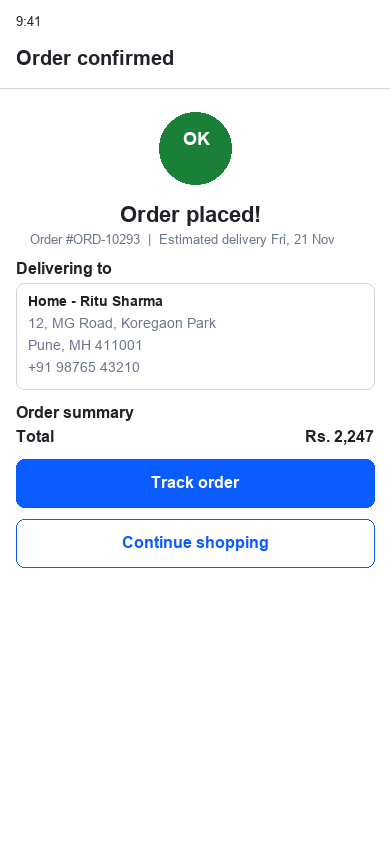 9:41
Order confirmed
OK
Order placed!
Order #ORD-10293 | Estimated delivery Fri, 21 Nov
Delivering to
Home - Ritu Sharma
12, MG Road, Koregaon Park
Pune, MH 411001
+91 98765 43210
Order summary
Total Rs. 2,247
Track order
Continue shopping